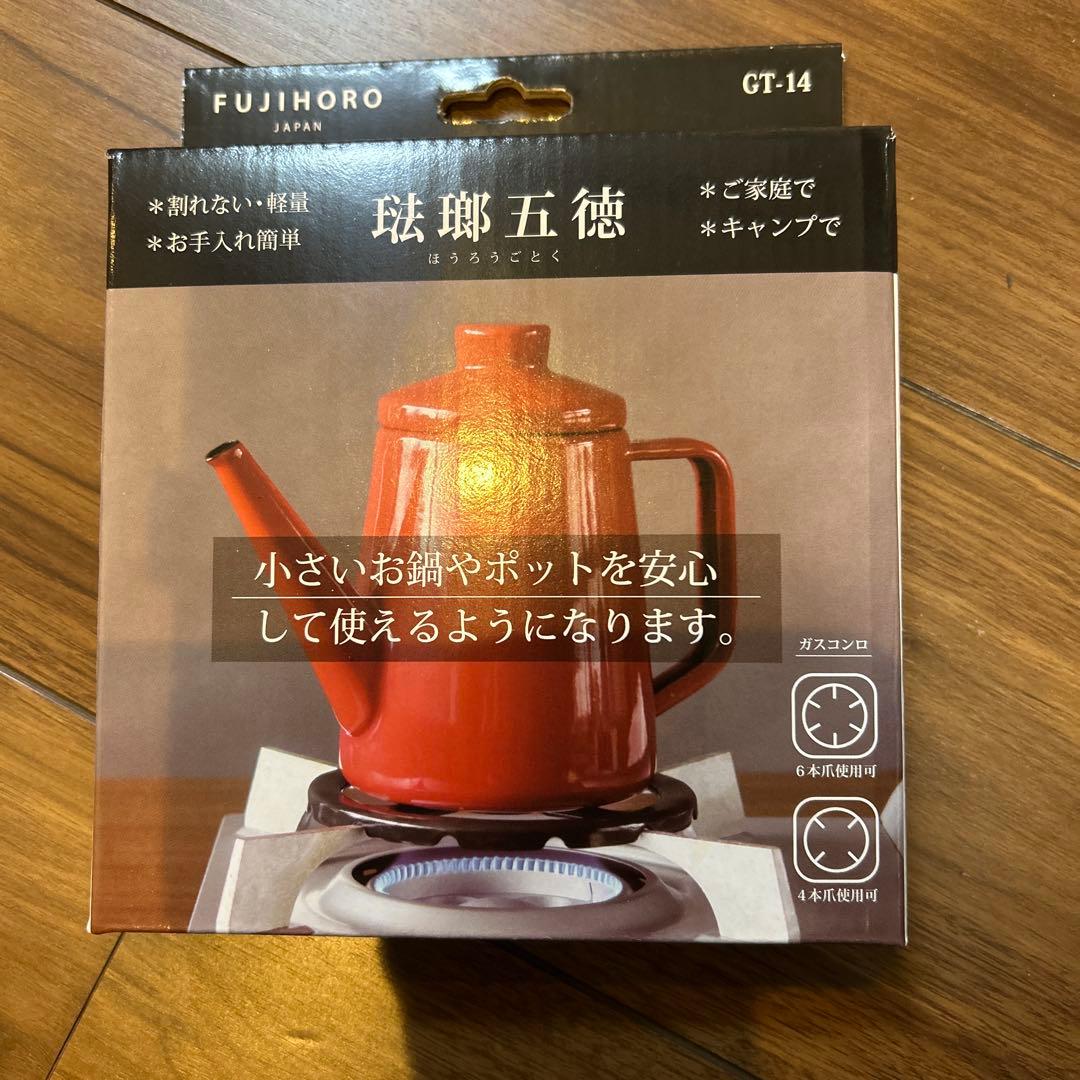 FUJIHORO
JAPAN
GT-14
＊割れない・軽量
＊お手入れ簡単
琺瑯五徳
ほうろうごとく
＊ご家庭で
＊キャンプで
小さいお鍋やポットを安心
して使えるようになります。
ガスコンロ
6本爪使用可
4本爪使用可